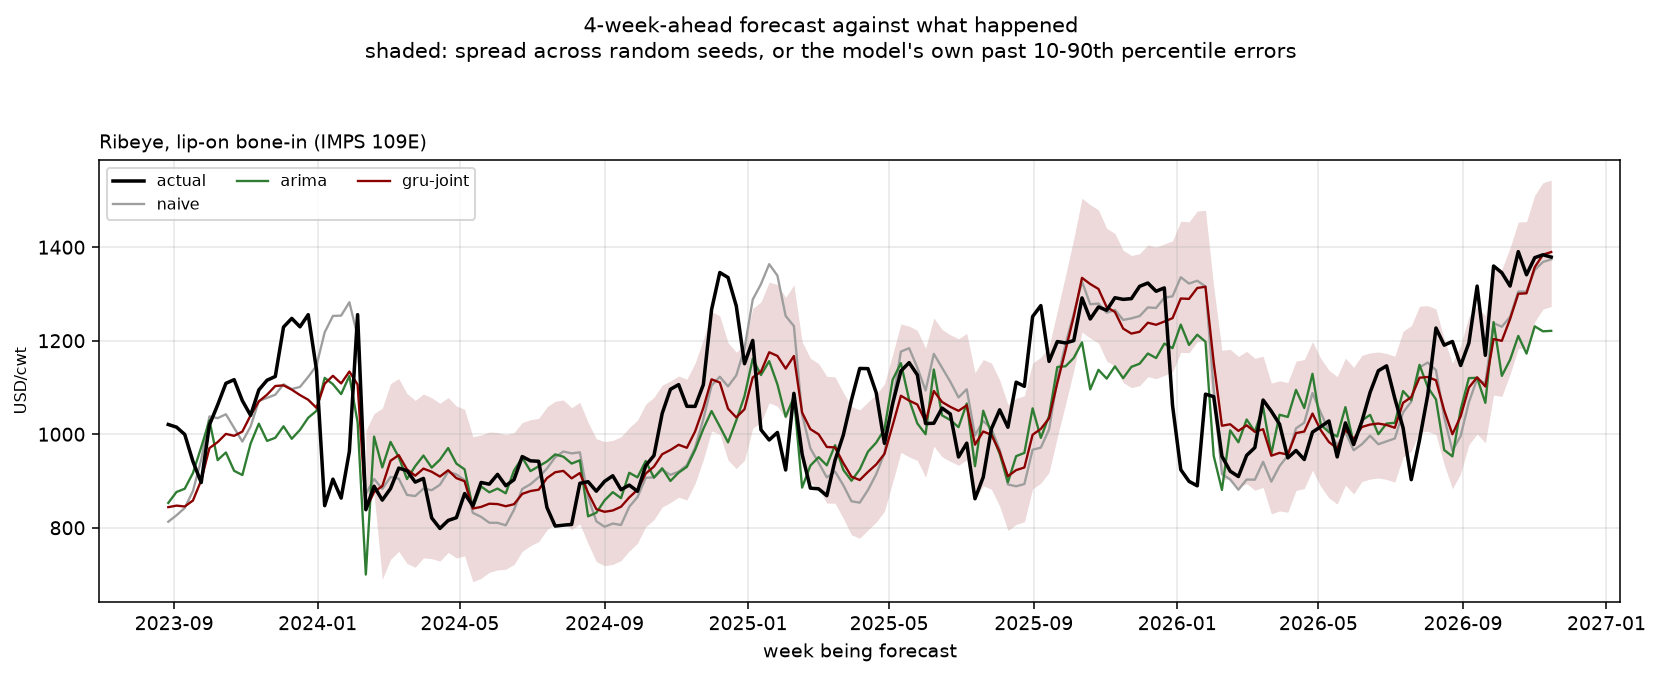 4-week-ahead forecast against what happened
shaded: spread across random seeds, or the model's own past 10-90th percentile errors
Ribeye, lip-on bone-in (IMPS 109E)
actual
naive
arima
gru-joint
USD/cwt
1400
1200
1000
800
2023-09
2024-01
2024-05
2024-09
2025-01
2025-05
2025-09
2026-01
2026-05
2026-09
2027-01
week being forecast